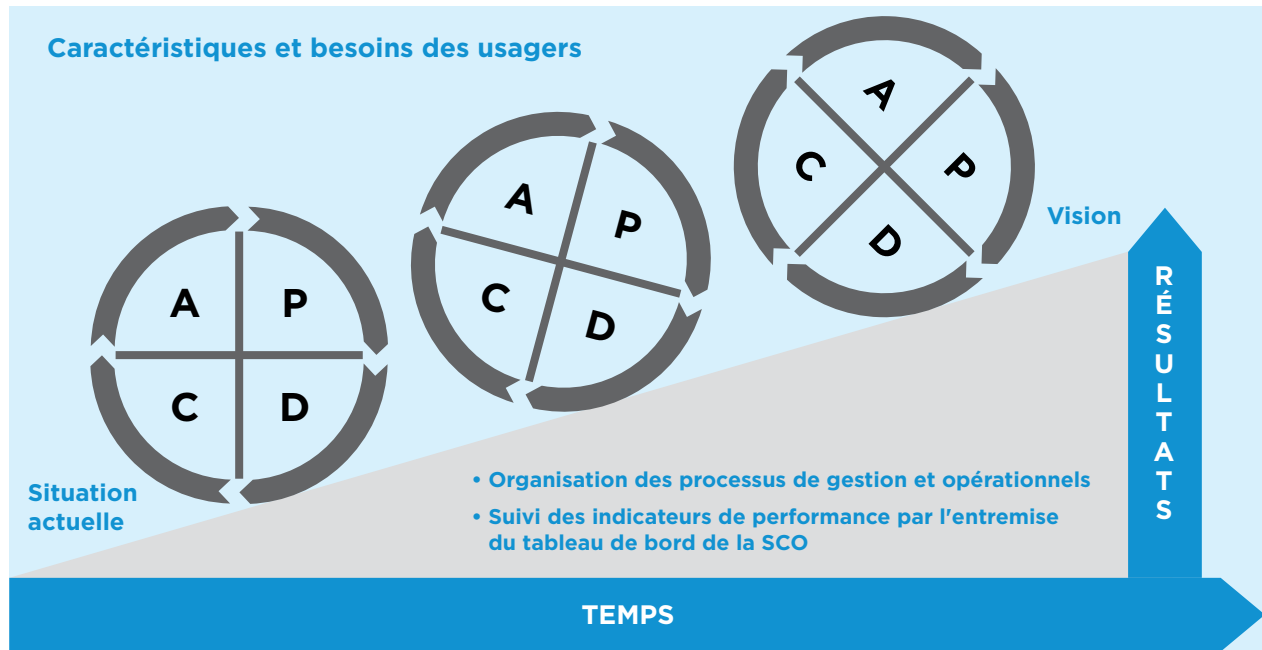 Caractéristiques et besoins des usagers
A
P
C
D
A
P
C
D
A
P
C
D
Situation
actuelle
Vision
RÉSULTATS
• Organisation des processus de gestion et opérationnels
• Suivi des indicateurs de performance par l'entremise
du tableau de bord de la SCO
TEMPS